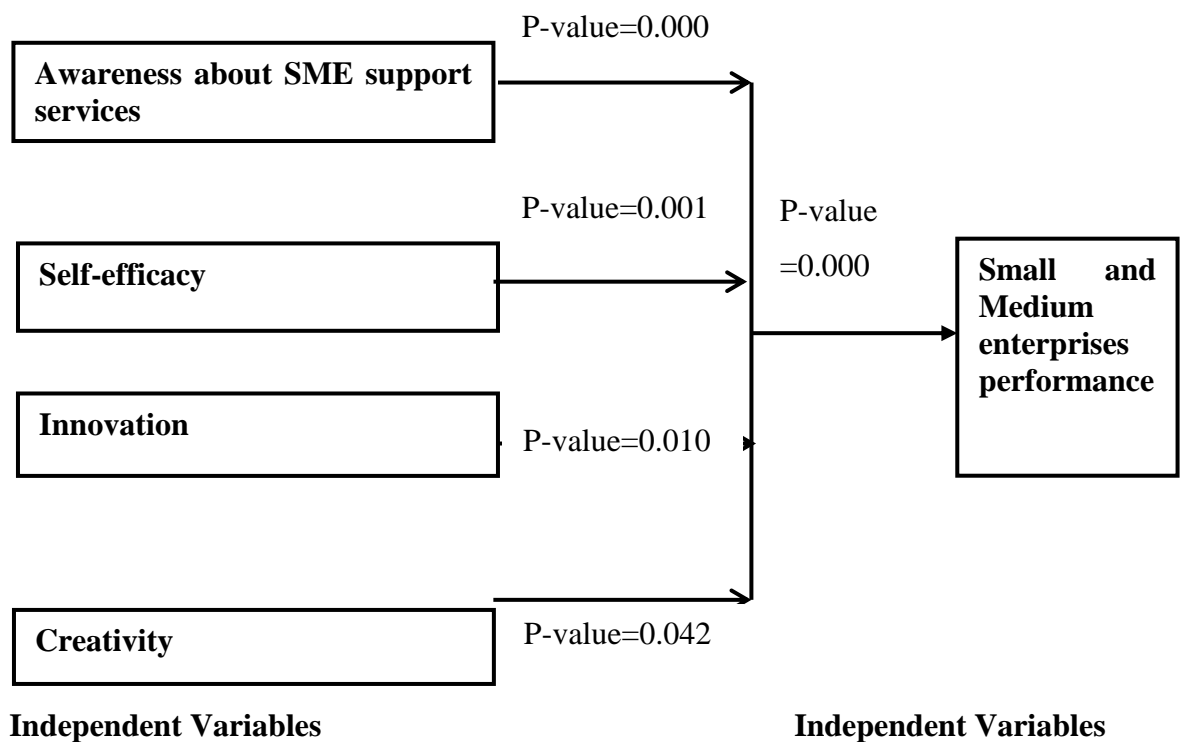 P-value=0.000
Awareness about SME support
services
P-value=0.001
Self-efficacy
P-value
=0.000
Small and
Medium
enterprises
performance
Innovation
P-value=0.010
Creativity
P-value=0.042
Independent Variables
Independent Variables